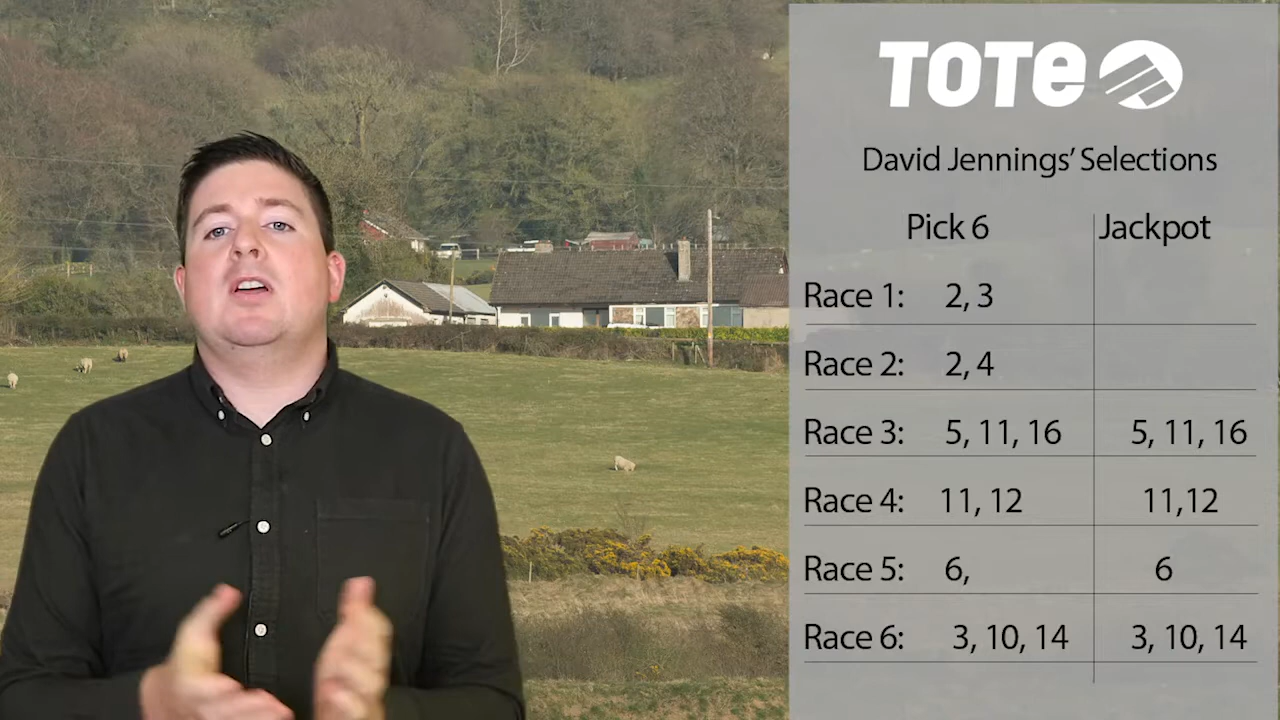 TOTE
David Jennings’ Selections
Pick 6 Jackpot
Race 1: 2, 3
Race 2: 2, 4
Race 3: 5, 11, 16 5, 11, 16
Race 4: 11, 12 11,12
Race 5: 6, 6
Race 6: 3, 10, 14 3, 10, 14